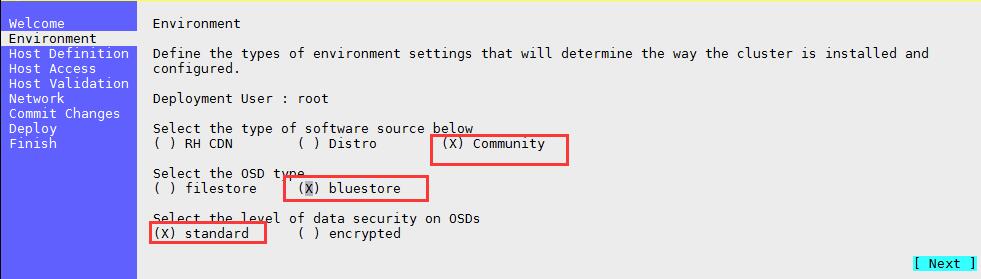 Welcome
Environment
Host Definition
Host Access
Host Validation
Network
Commit Changes
Deploy
Finish
Environment
Define the types of environment settings that will determine the way the cluster is installed and
configured.
Deployment User : root
Select the type of software source below
( ) RH CDN ( ) Distro (X) Community
Select the OSD type
( ) filestore (X) bluestore
Select the level of data security on OSDs
(X) standard ( ) encrypted
[ Next ]